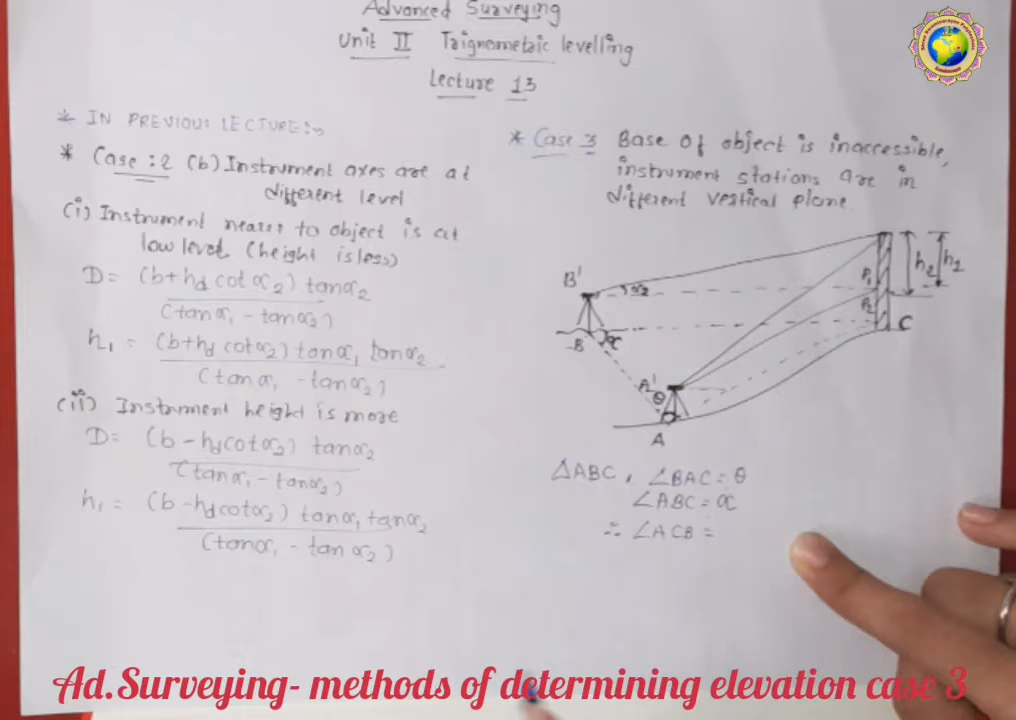 Advanced Surveying
Unit II Trignometric levelling
Lecture 13
* IN PREVIOUS LECTURE:→
* Case:2 (b) Instrument axes are at
different level
(i) Instrument nearer to object is at
low level. (height is less)
D= (b+hd cot α2) tan α2
(tan α1 - tan α2)
h1 = (b+hd cot α2) tan α1 tan α2
(tan α1 - tan α2)
(ii) Instrument height is more
D= (b-hd cot α2) tan α2
(tan α1 - tan α2)
h1 = (b-hd cot α2) tan α1 tan α2
(tan α1 - tan α2)
* Case 3 Base of object is inaccessible,
instrument stations are in
different vertical plane.
B' α2 P1 h2 h1
B α P2 C
A' θ
A
△ABC, ∠BAC = θ
∠ABC = α
∴ ∠ACB =
Ad.Surveying- methods of determining elevation case 3